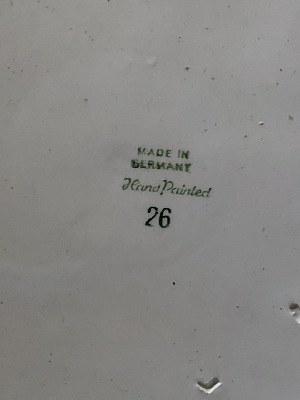 MADE IN
GERMANY
Hand Painted
26